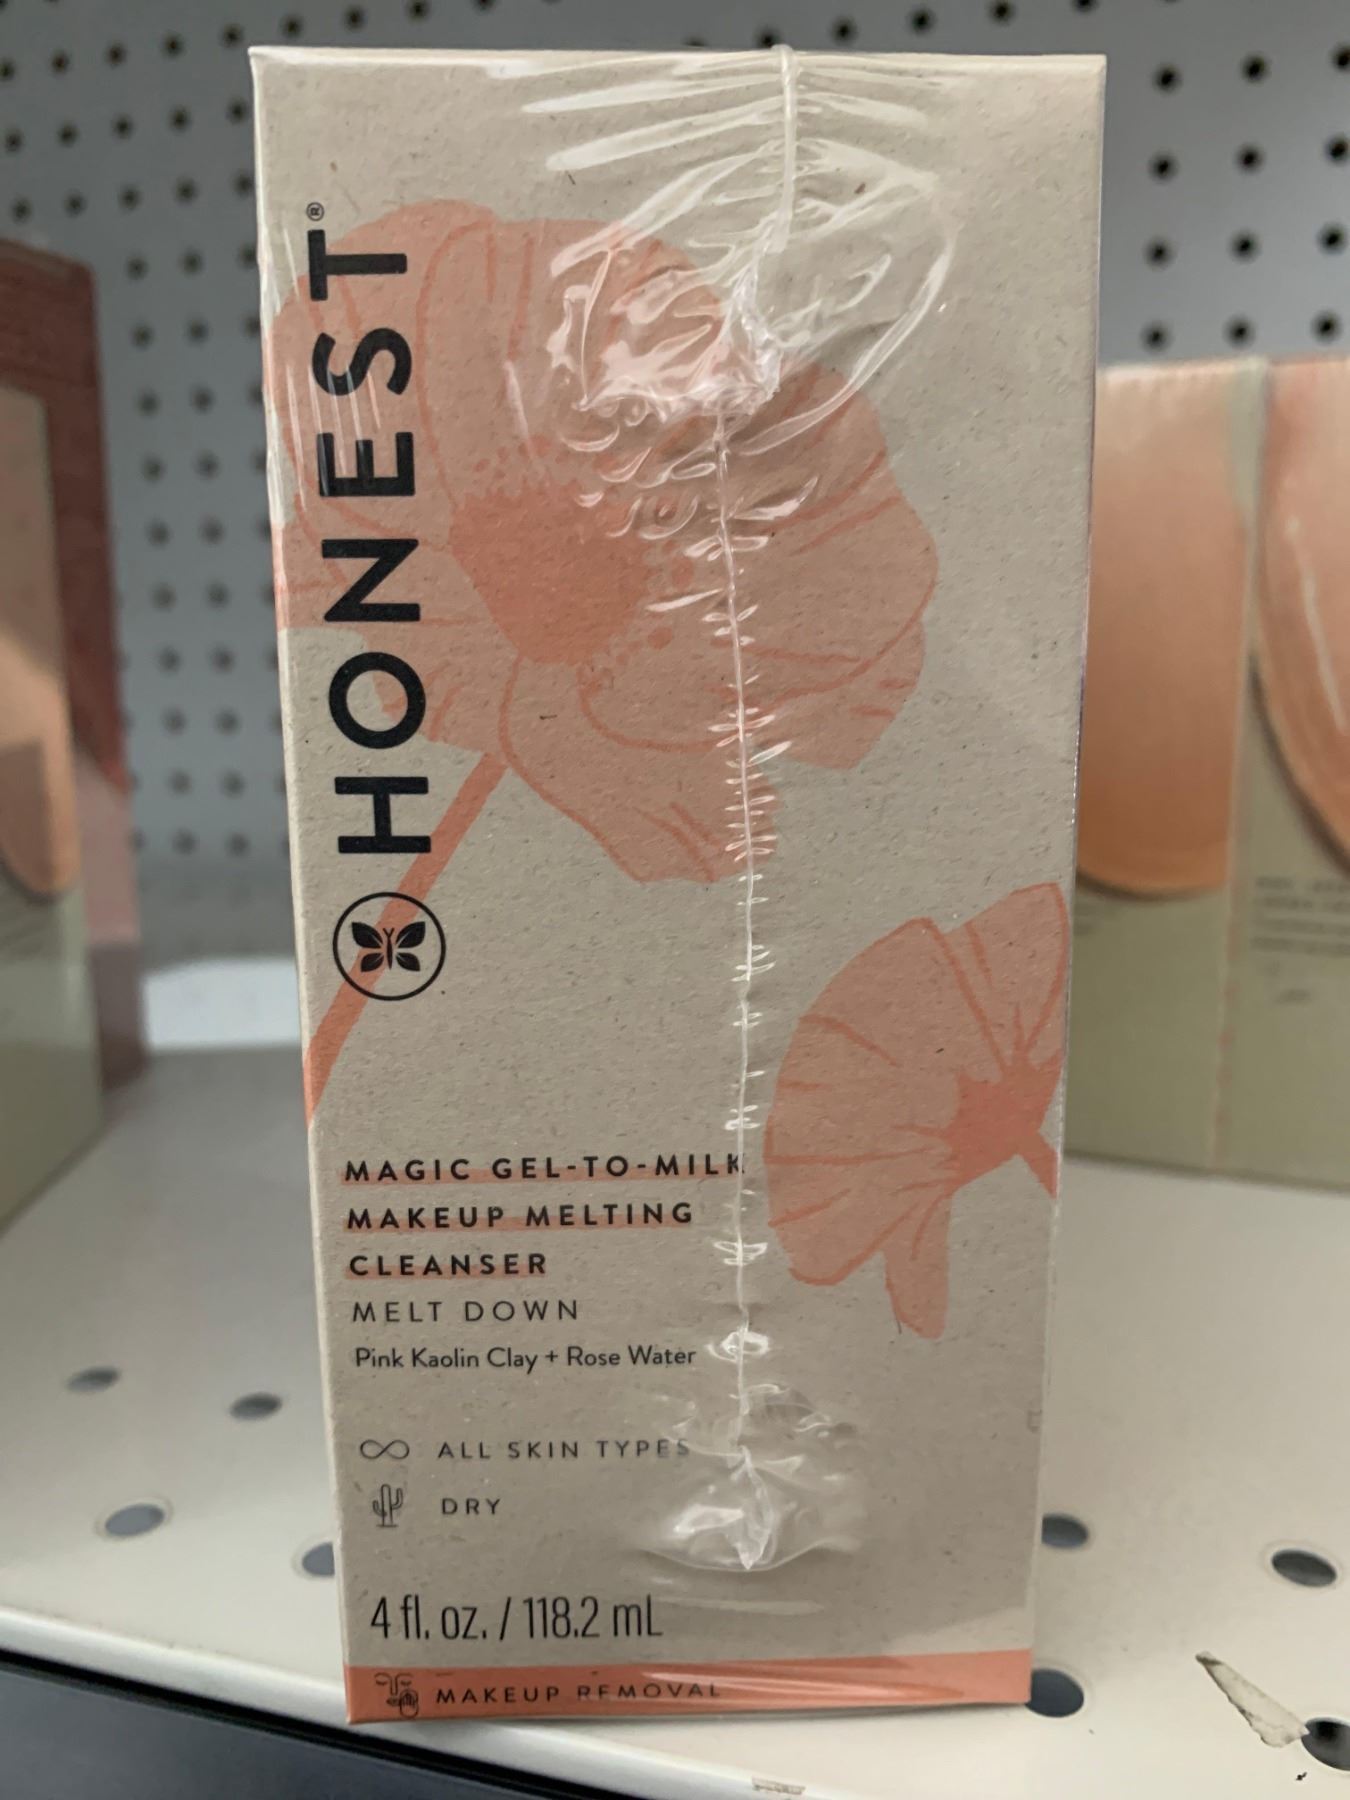 HONEST®
MAGIC GEL-TO-MILK
MAKEUP MELTING
CLEANSER
MELT DOWN
Pink Kaolin Clay + Rose Water
ALL SKIN TYPES
DRY
4 fl. oz. / 118.2 mL
MAKEUP REMOVAL